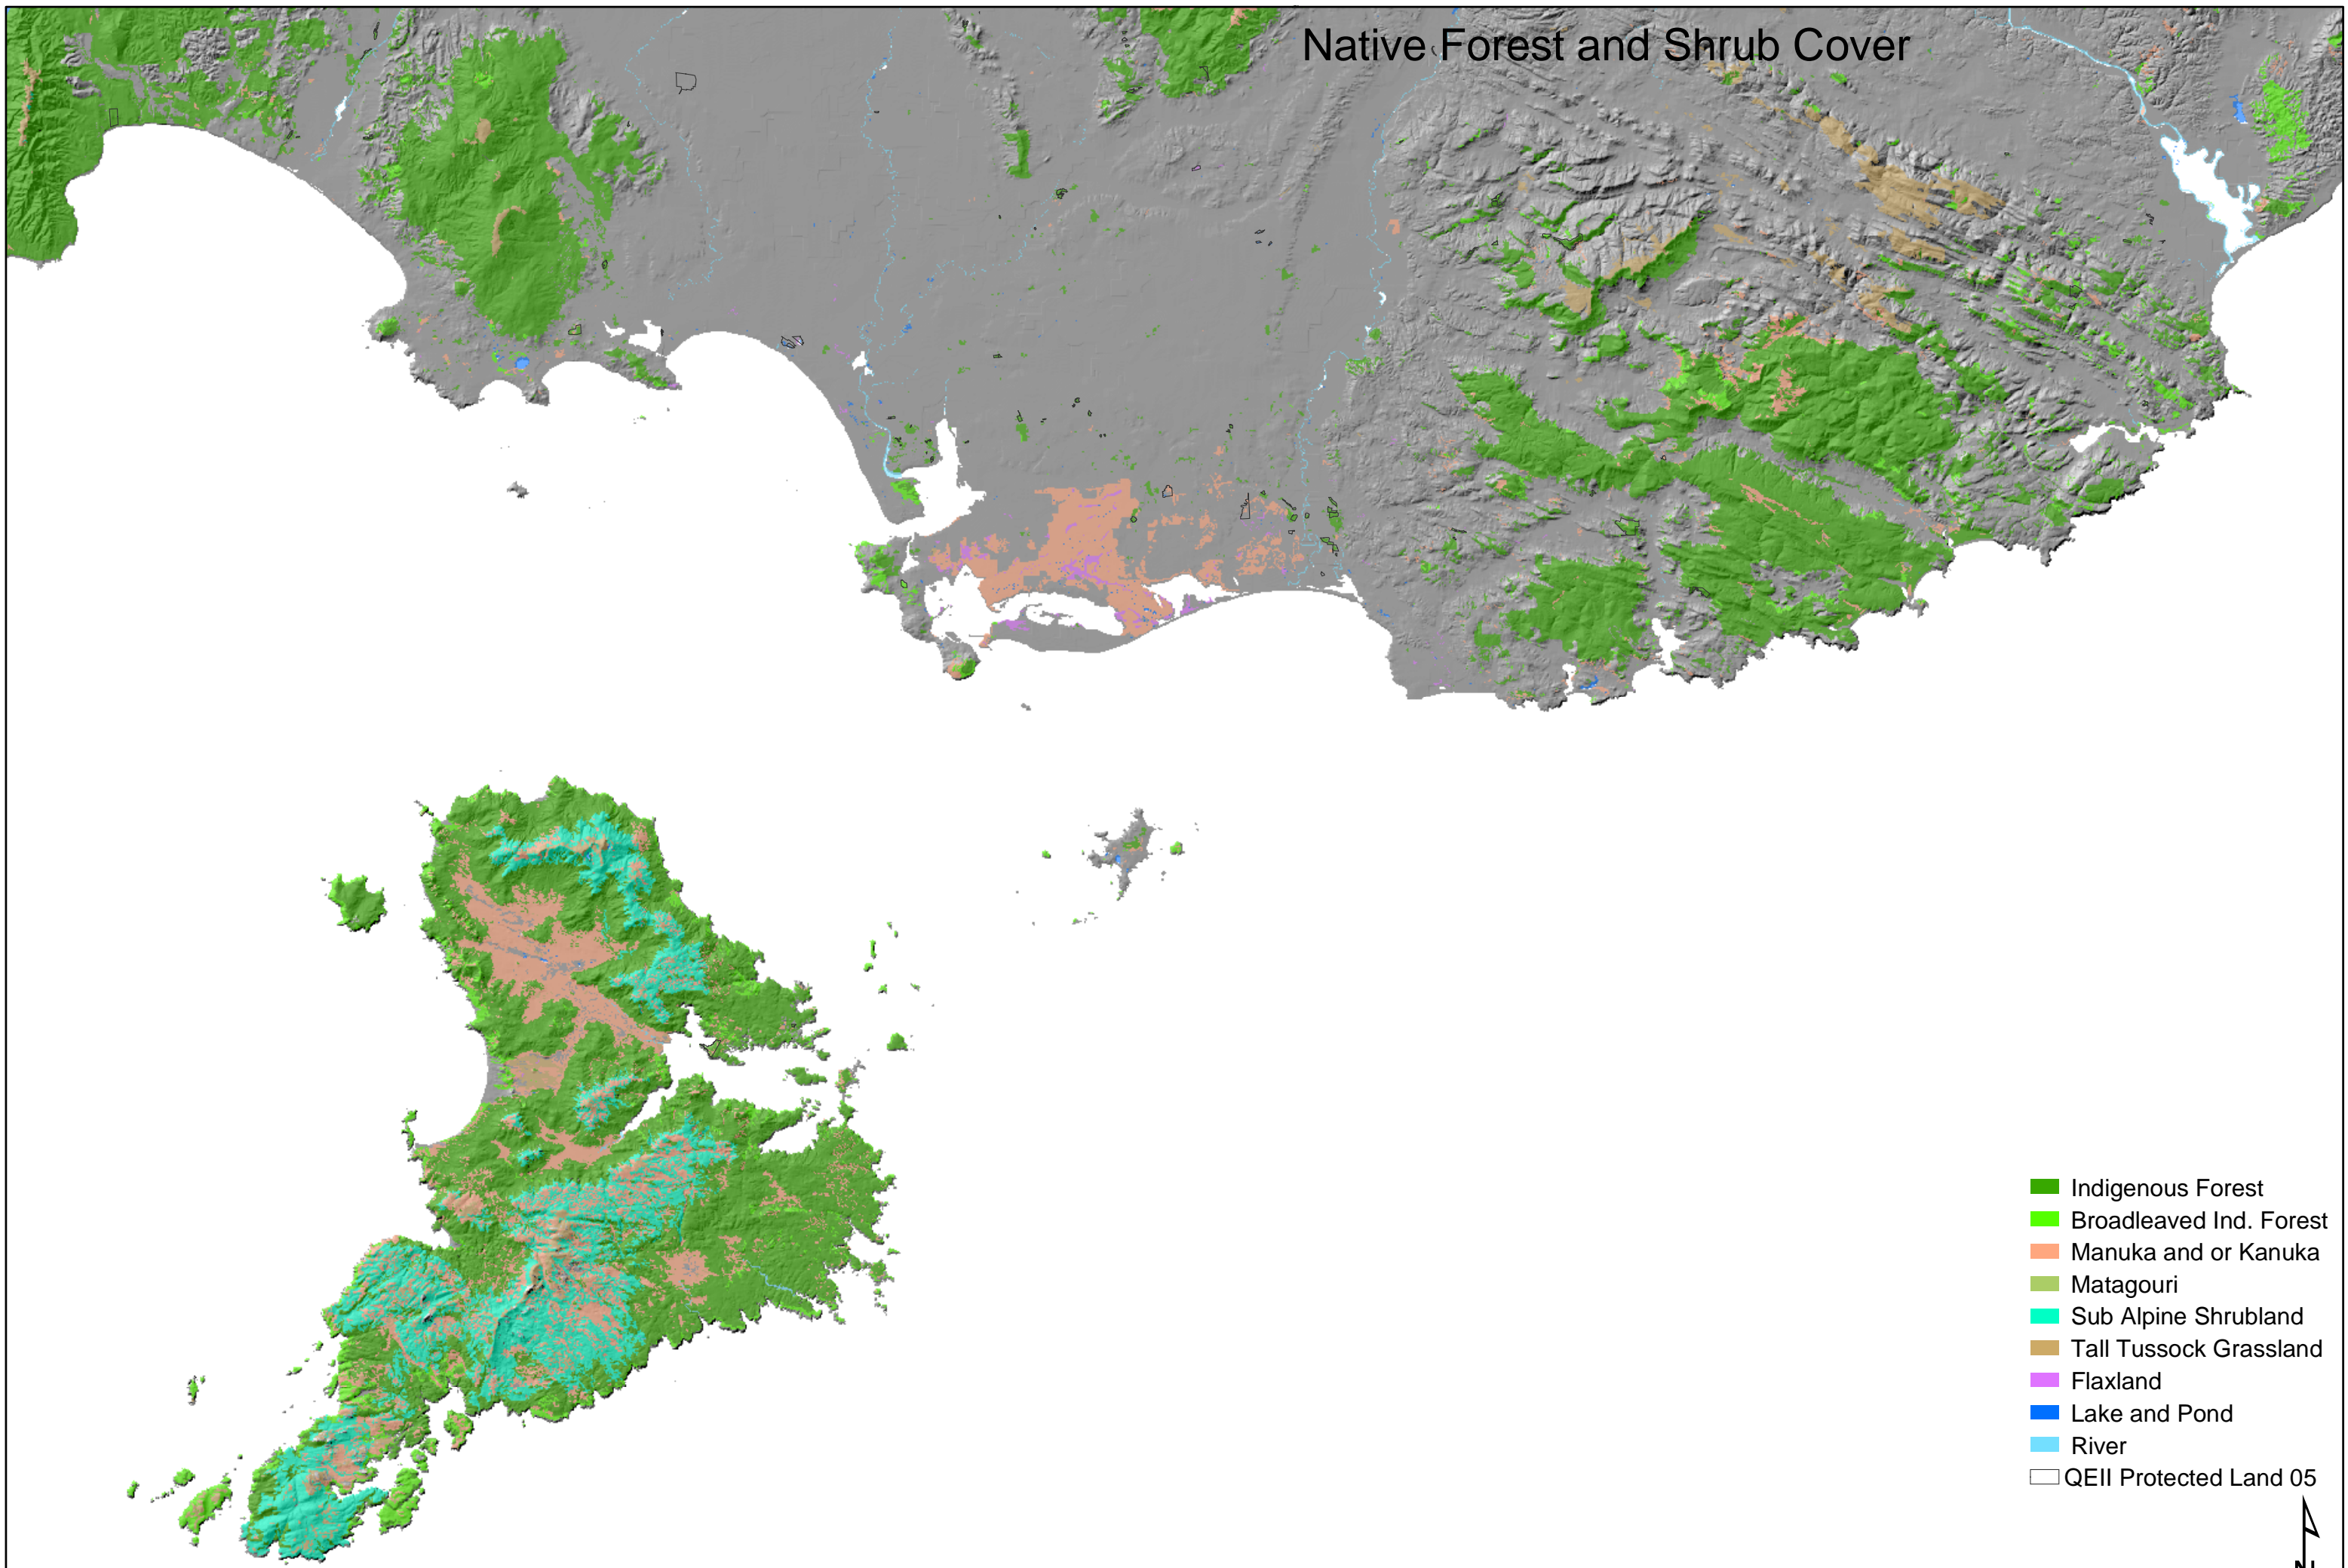 Native Forest and Shrub Cover
Indigenous Forest
Broadleaved Ind. Forest
Manuka and or Kanuka
Matagouri
Sub Alpine Shrubland
Tall Tussock Grassland
Flaxland
Lake and Pond
River
QEII Protected Land 05
N